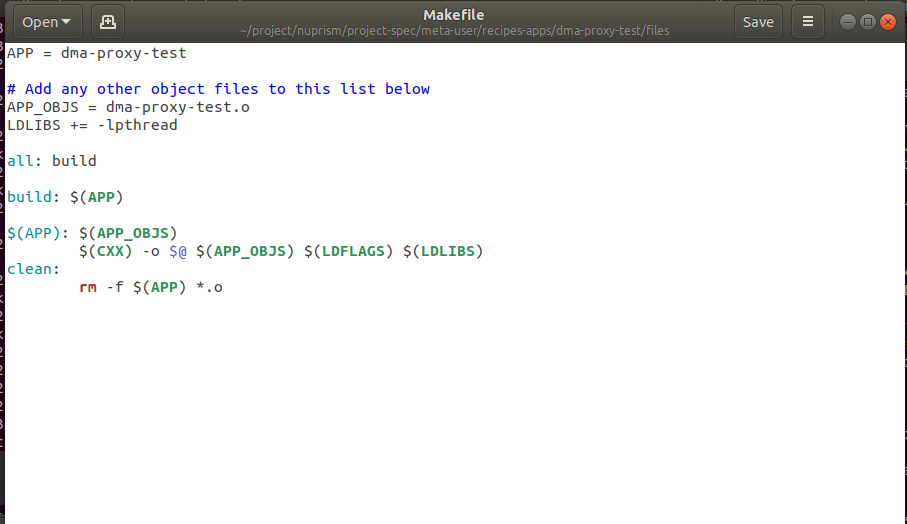 Open
Makefile
~/project/nuprism/project-spec/meta-user/recipes-apps/dma-proxy-test/files
Save
APP = dma-proxy-test
# Add any other object files to this list below
APP_OBJS = dma-proxy-test.o
LDLIBS += -lpthread
all: build
build: $(APP)
$(APP): $(APP_OBJS)
$(CXX) -o $@ $(APP_OBJS) $(LDFLAGS) $(LDLIBS)
clean:
rm -f $(APP) *.o